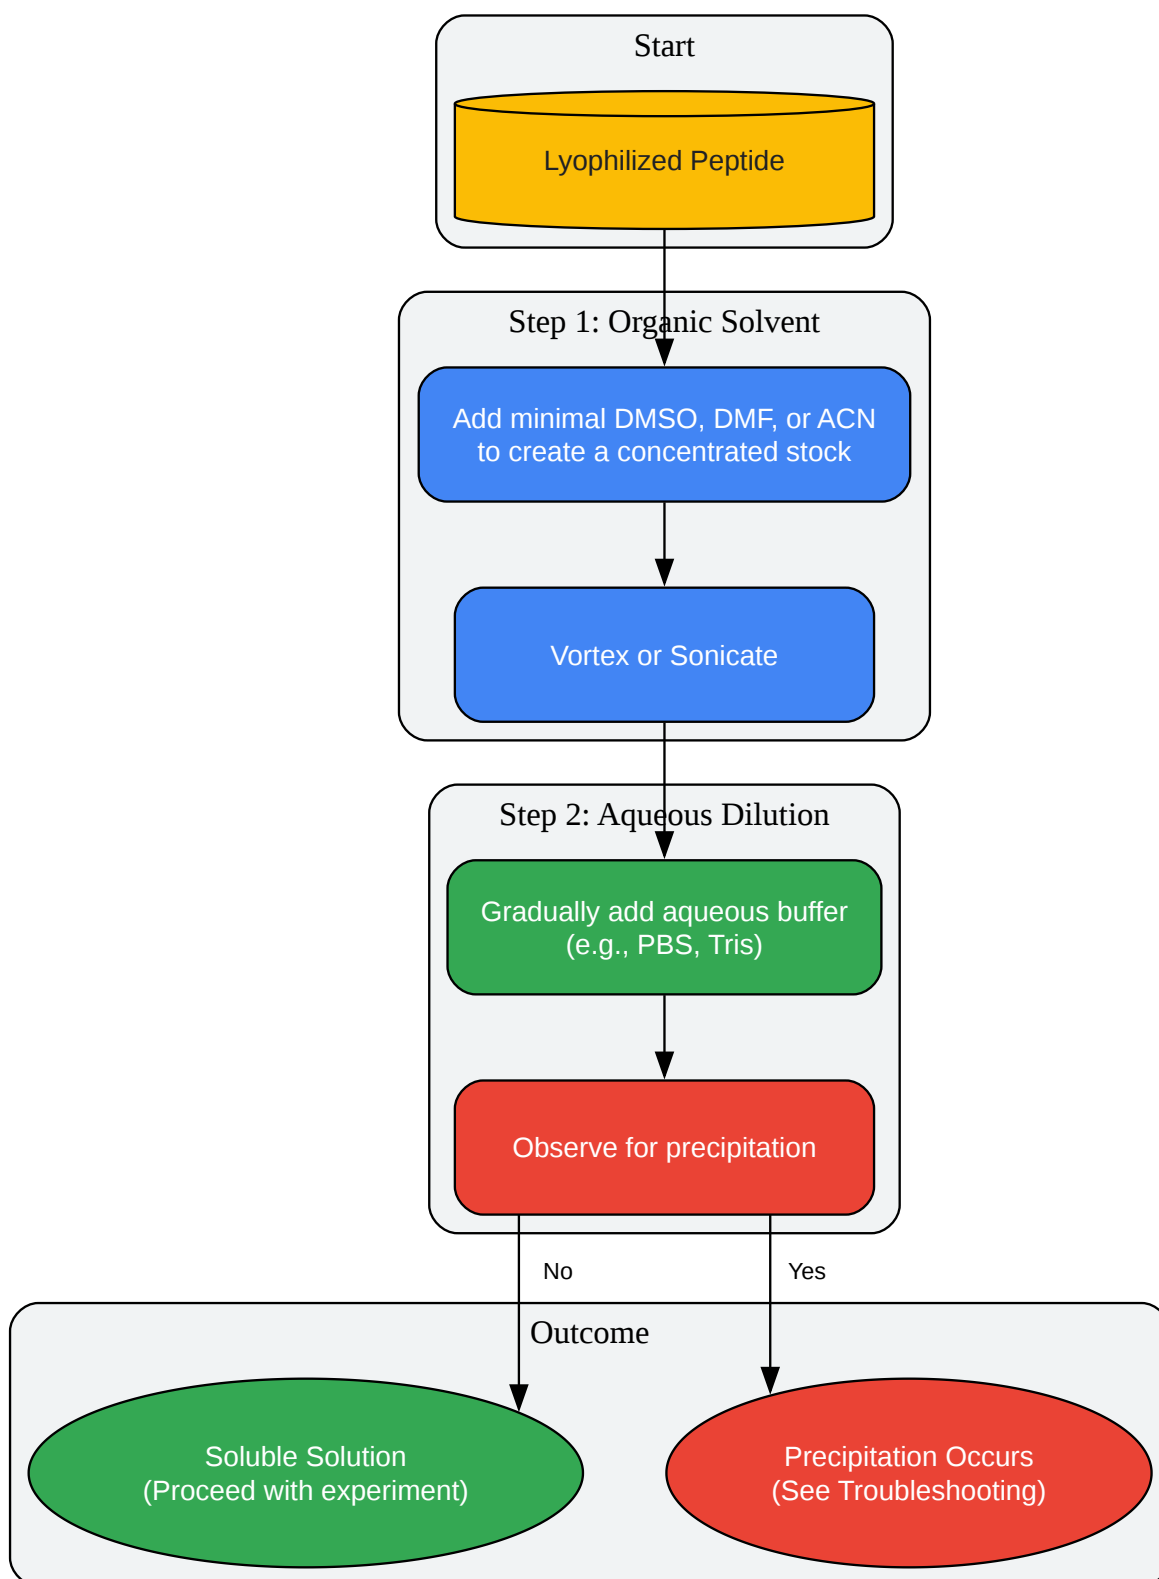 Start
Lyophilized Peptide
Step 1: Organic Solvent
Add minimal DMSO, DMF, or ACN
to create a concentrated stock
Vortex or Sonicate
Step 2: Aqueous Dilution
Gradually add aqueous buffer
(e.g., PBS, Tris)
Observe for precipitation
No
Yes
Outcome
Soluble Solution
(Proceed with experiment)
Precipitation Occurs
(See Troubleshooting)